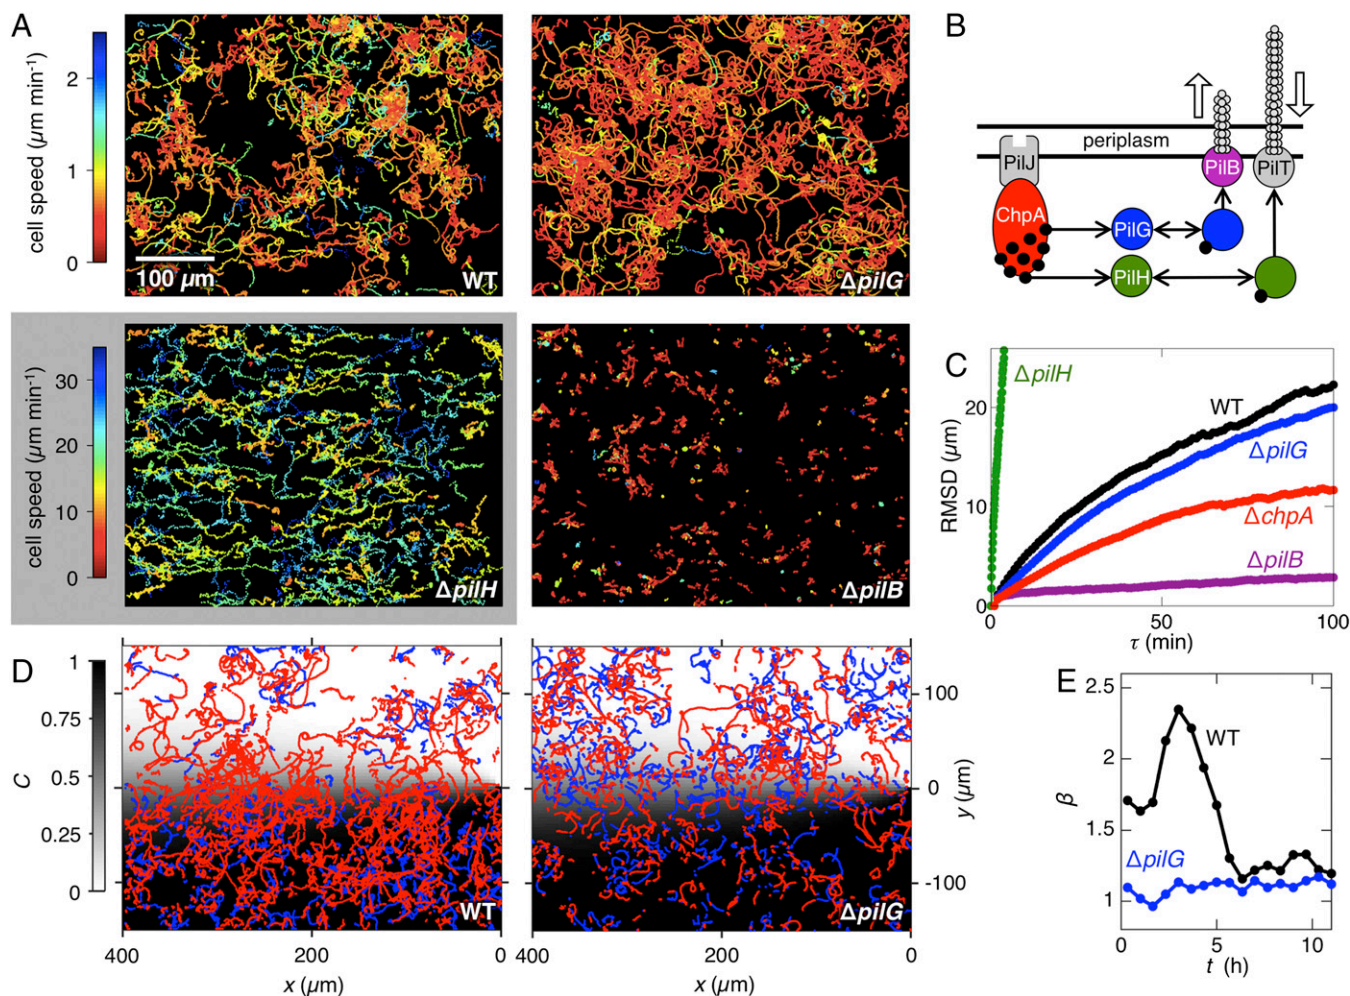 A
cell speed (µm min⁻¹)
2
1
0
100 µm
WT
ΔpilG
B
periplasm
PilJ
PilB
PilT
ChpA
PilG
PilH
cell speed (µm min⁻¹)
30
20
10
0
ΔpilH
ΔpilB
C
RMSD (µm)
20
10
0
ΔpilH
WT
ΔpilG
ΔchpA
ΔpilB
0
50
100
τ (min)
D
C
1
0.75
0.5
0.25
0
WT
ΔpilG
100
0
-100
y (µm)
400
200
0
x (µm)
400
200
0
x (µm)
E
β
2.5
2
1.5
1
WT
ΔpilG
0
5
10
t (h)